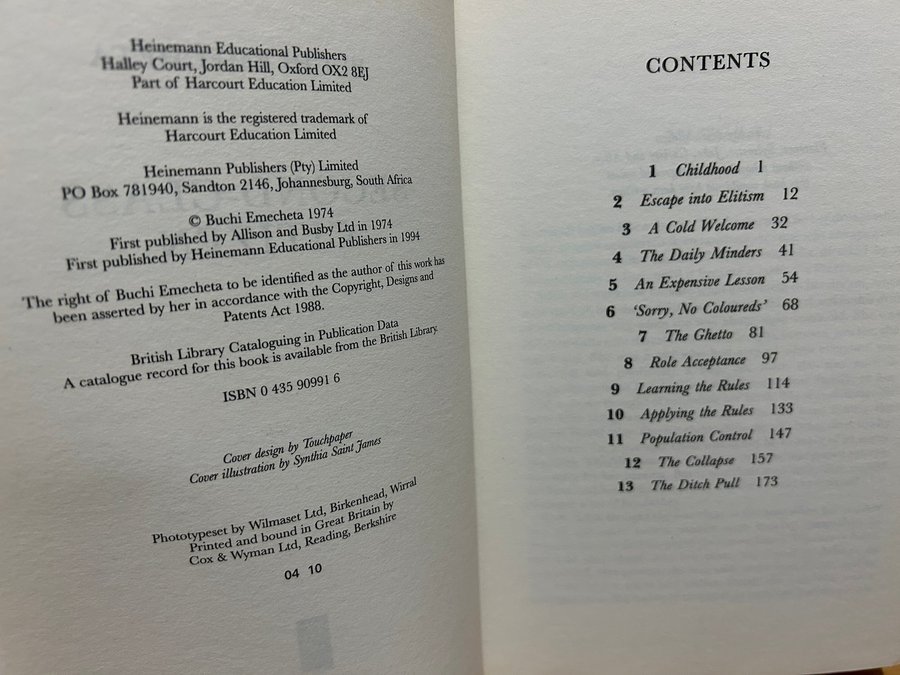 Heinemann Educational Publishers
Halley Court, Jordan Hill, Oxford OX2 8EJ
Part of Harcourt Education Limited
Heinemann is the registered trademark of
Harcourt Education Limited
Heinemann Publishers (Pty) Limited
PO Box 781940, Sandton 2146, Johannesburg, South Africa
© Buchi Emecheta 1974
First published by Allison and Busby Ltd in 1974
First published by Heinemann Educational Publishers in 1994
The right of Buchi Emecheta to be identified as the author of this work has
been asserted by her in accordance with the Copyright, Designs and
Patents Act 1988.
British Library Cataloguing in Publication Data
A catalogue record for this book is available from the British Library.
ISBN 0 435 90991 6
Cover design by Touchpaper
Cover illustration by Synthia Saint James
Phototypeset by Wilmaset Ltd, Birkenhead, Wirral
Printed and bound in Great Britain by
Cox & Wyman Ltd, Reading, Berkshire
04 10
CONTENTS
1 Childhood 1
2 Escape into Elitism 12
3 A Cold Welcome 32
4 The Daily Minders 41
5 An Expensive Lesson 54
6 'Sorry, No Coloureds' 68
7 The Ghetto 81
8 Role Acceptance 97
9 Learning the Rules 114
10 Applying the Rules 133
11 Population Control 147
12 The Collapse 157
13 The Ditch Pull 173